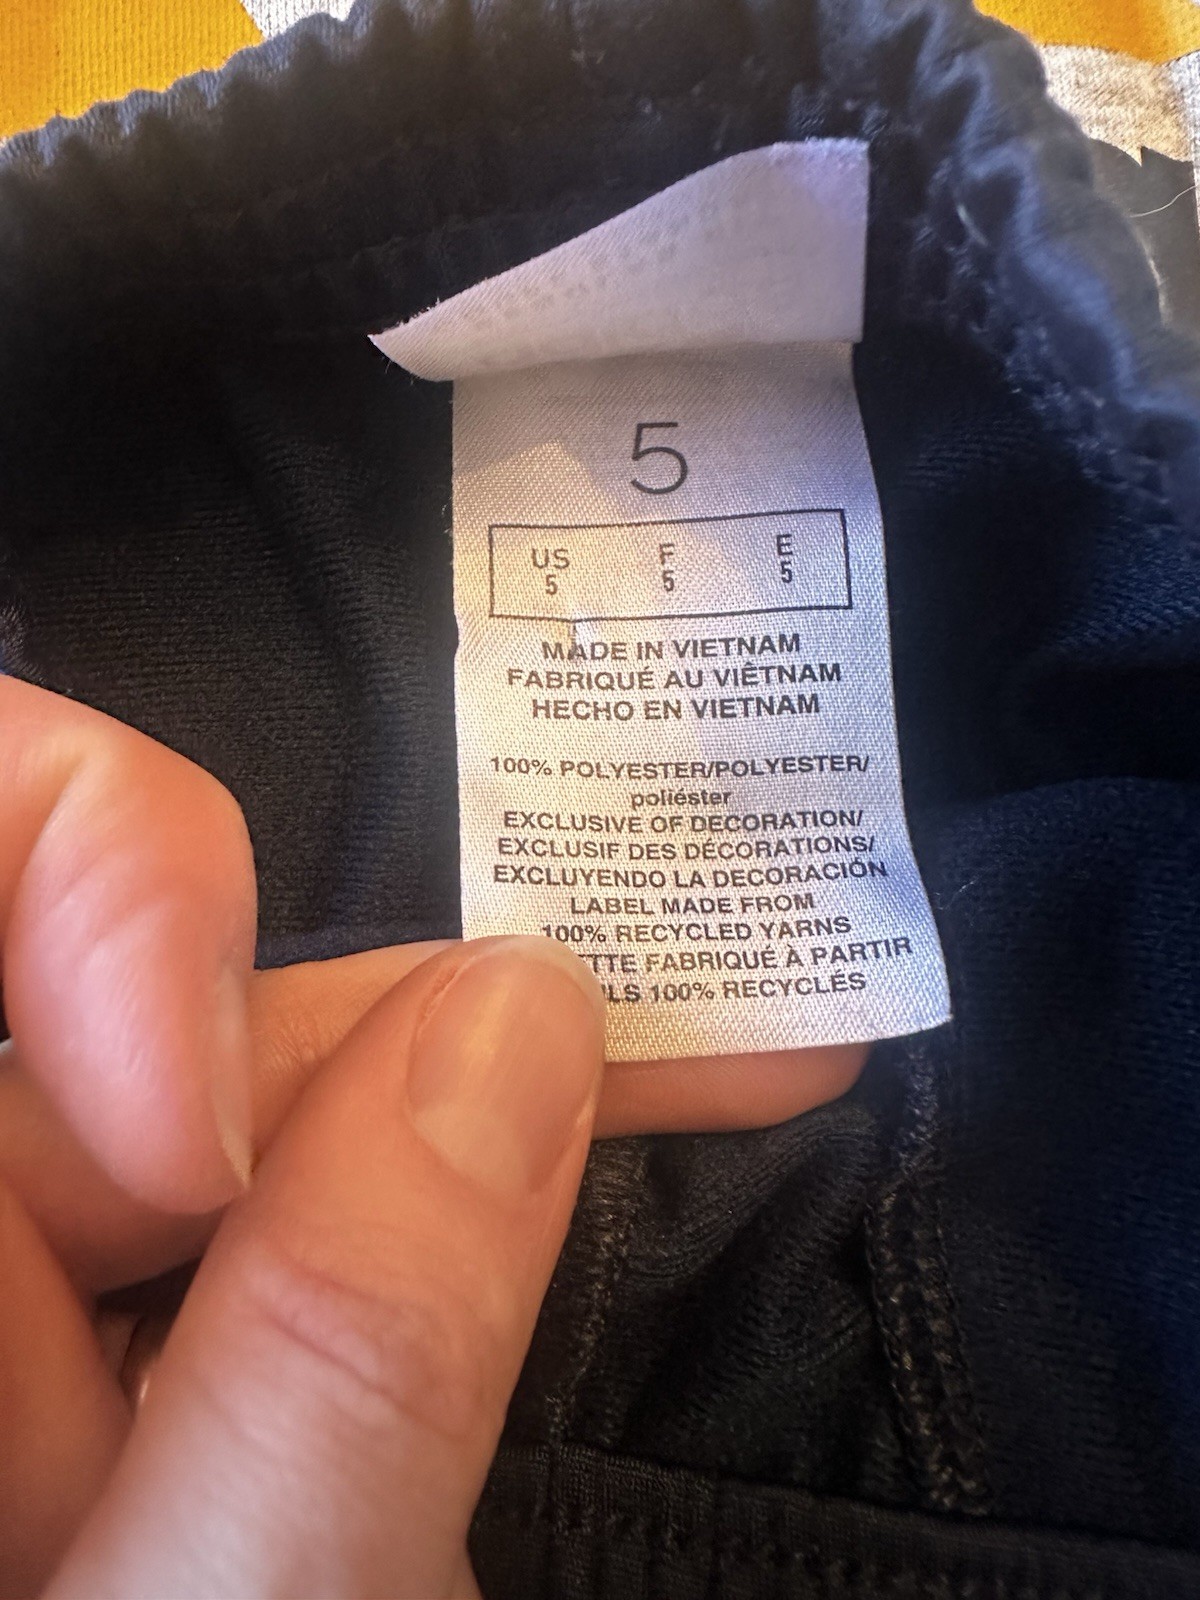 5
US F E
5 5 5
MADE IN VIETNAM
FABRIQUÉ AU VIÊTNAM
HECHO EN VIETNAM
100% POLYESTER/POLYESTER/
poliéster
EXCLUSIVE OF DECORATION/
EXCLUSIF DES DÉCORATIONS/
EXCLUYENDO LA DECORACIÓN
LABEL MADE FROM
100% RECYCLED YARNS
FABRIQUÉ À PARTIR
100% RECYCLÉS